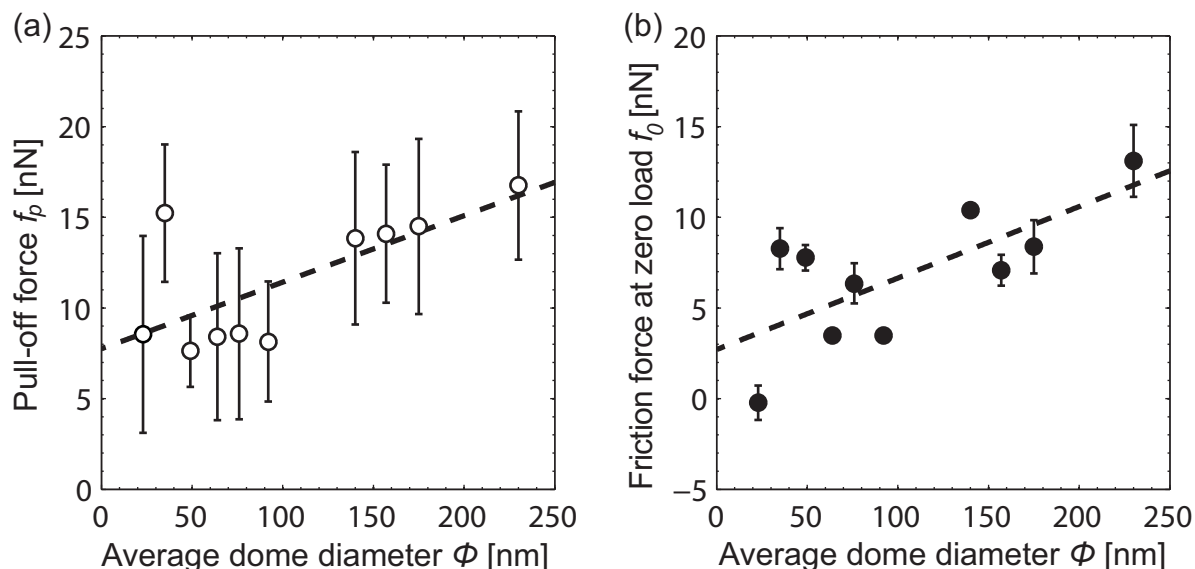 (a)
25
20
15
10
5
0
Pull-off force fp [nN]
0 50 100 150 200 250
Average dome diameter Φ [nm]
(b)
20
15
10
5
0
−5
Friction force at zero load f0 [nN]
0 50 100 150 200 250
Average dome diameter Φ [nm]